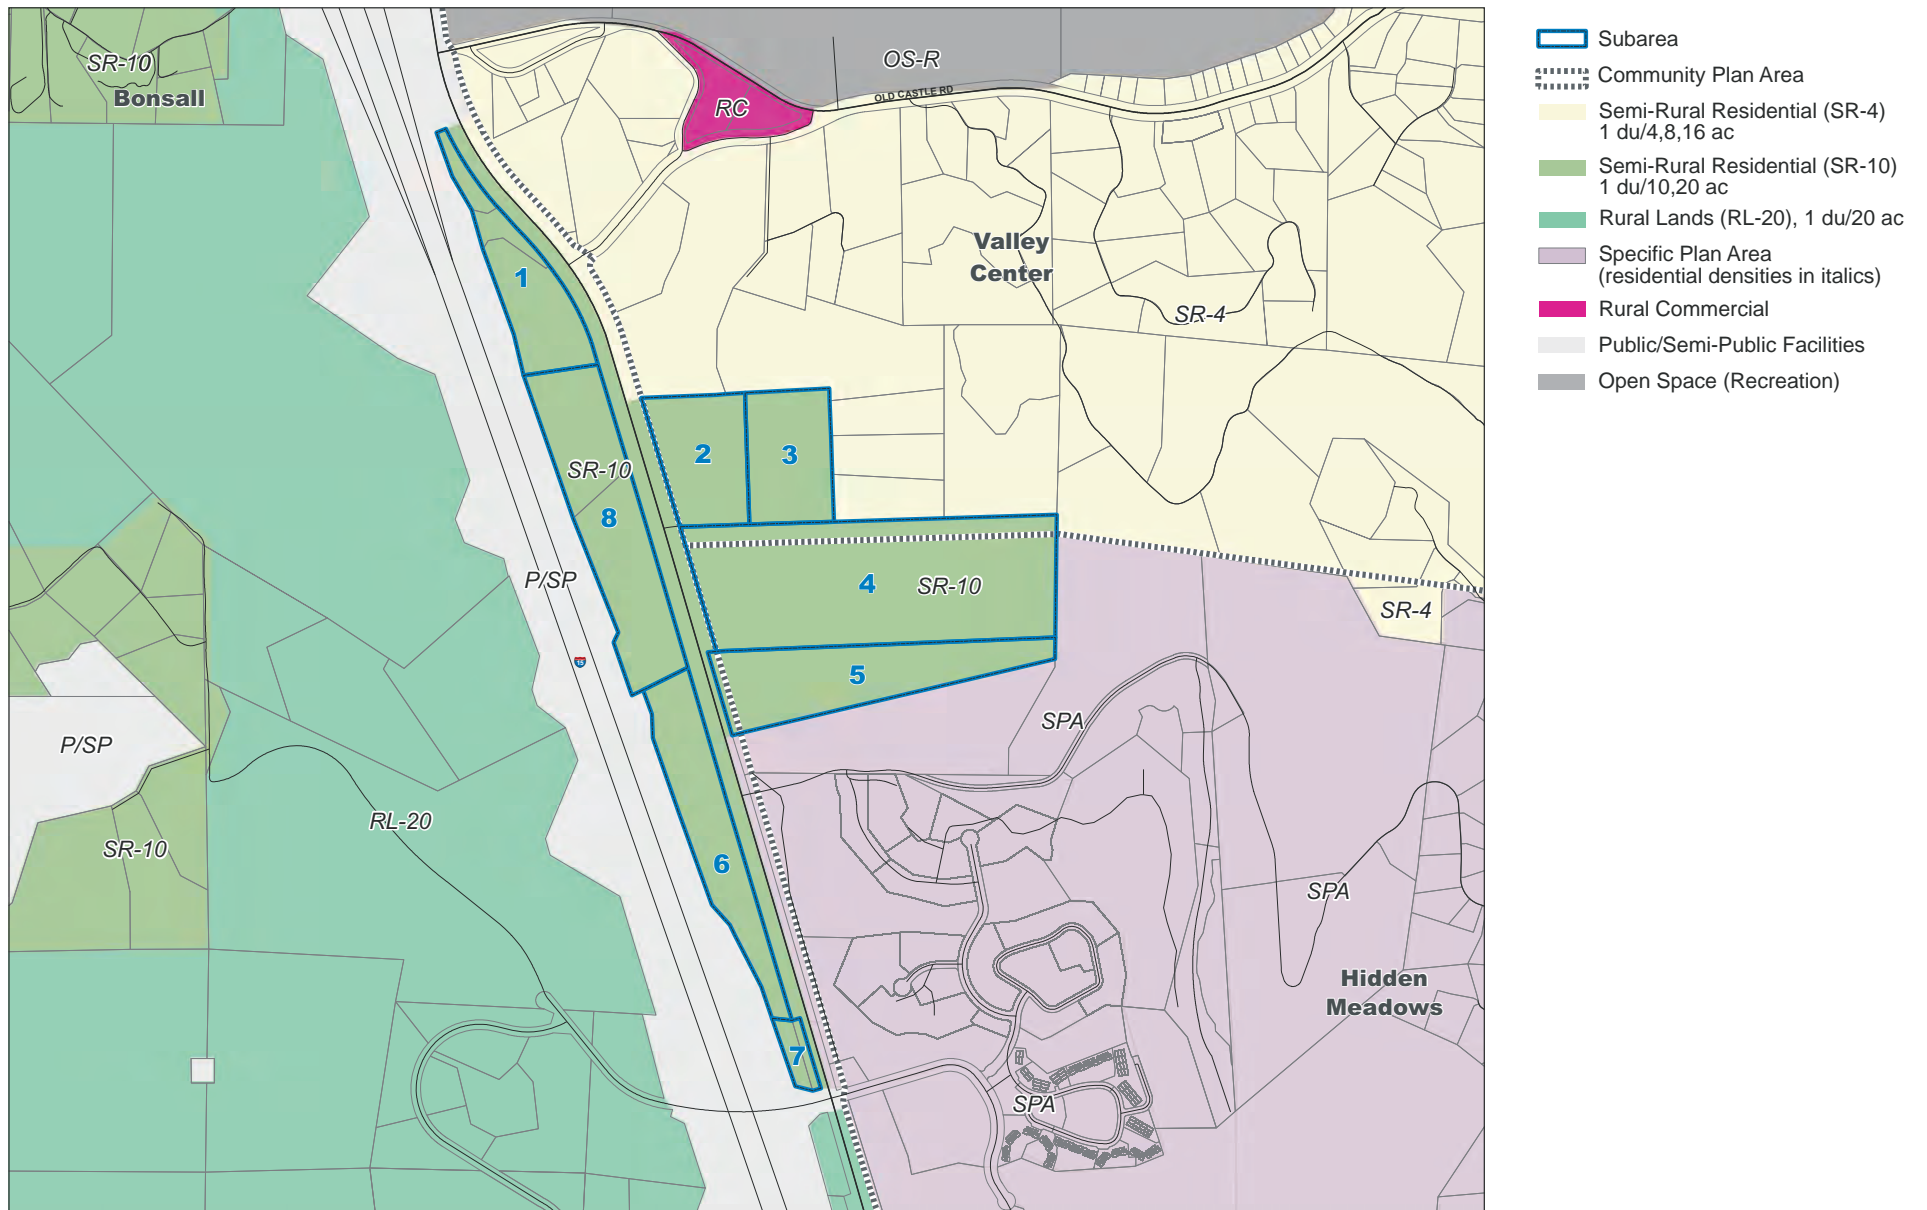 SR-10
Bonsall
OS-R
OLD CASTLE RD
RC
Valley
Center
SR-4
1
2
3
SR-10
8
P/SP
4
SR-10
SR-4
15
5
SPA
P/SP
RL-20
SR-10
6
SPA
Hidden
Meadows
7
SPA
Subarea
Community Plan Area
Semi-Rural Residential (SR-4)
1 du/4,8,16 ac
Semi-Rural Residential (SR-10)
1 du/10,20 ac
Rural Lands (RL-20), 1 du/20 ac
Specific Plan Area
(residential densities in italics)
Rural Commercial
Public/Semi-Public Facilities
Open Space (Recreation)